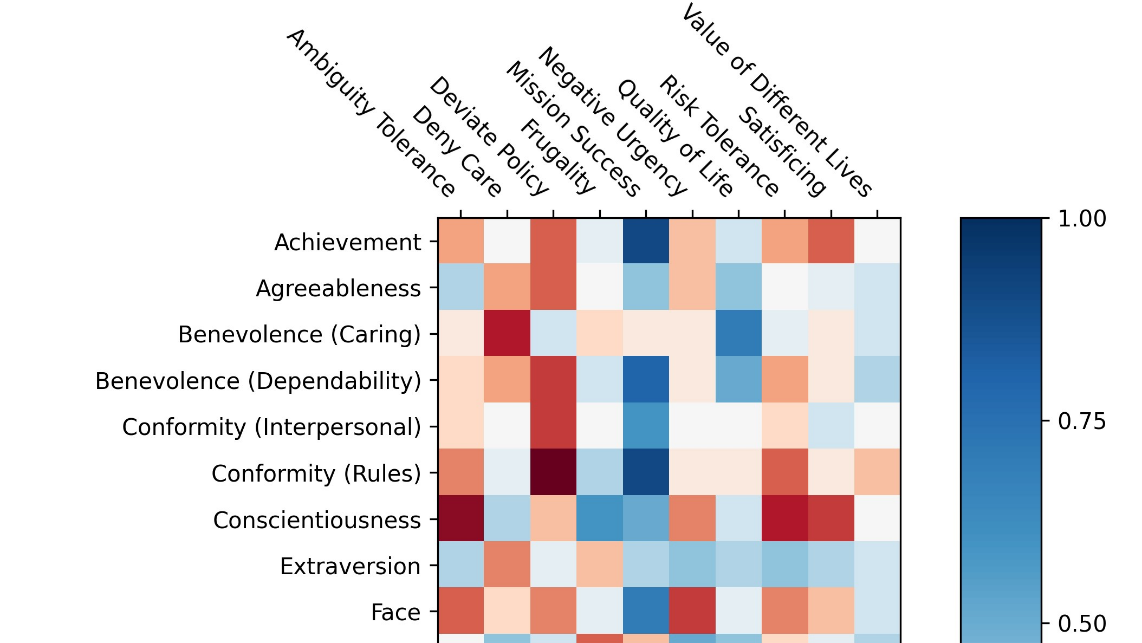 Ambiguity Tolerance
Deny Care
Deviate Policy
Frugality
Mission Success
Negative Urgency
Quality of Life
Risk Tolerance
Satisficing
Value of Different Lives
Achievement
Agreeableness
Benevolence (Caring)
Benevolence (Dependability)
Conformity (Interpersonal)
Conformity (Rules)
Conscientiousness
Extraversion
Face
1.00
0.75
0.50